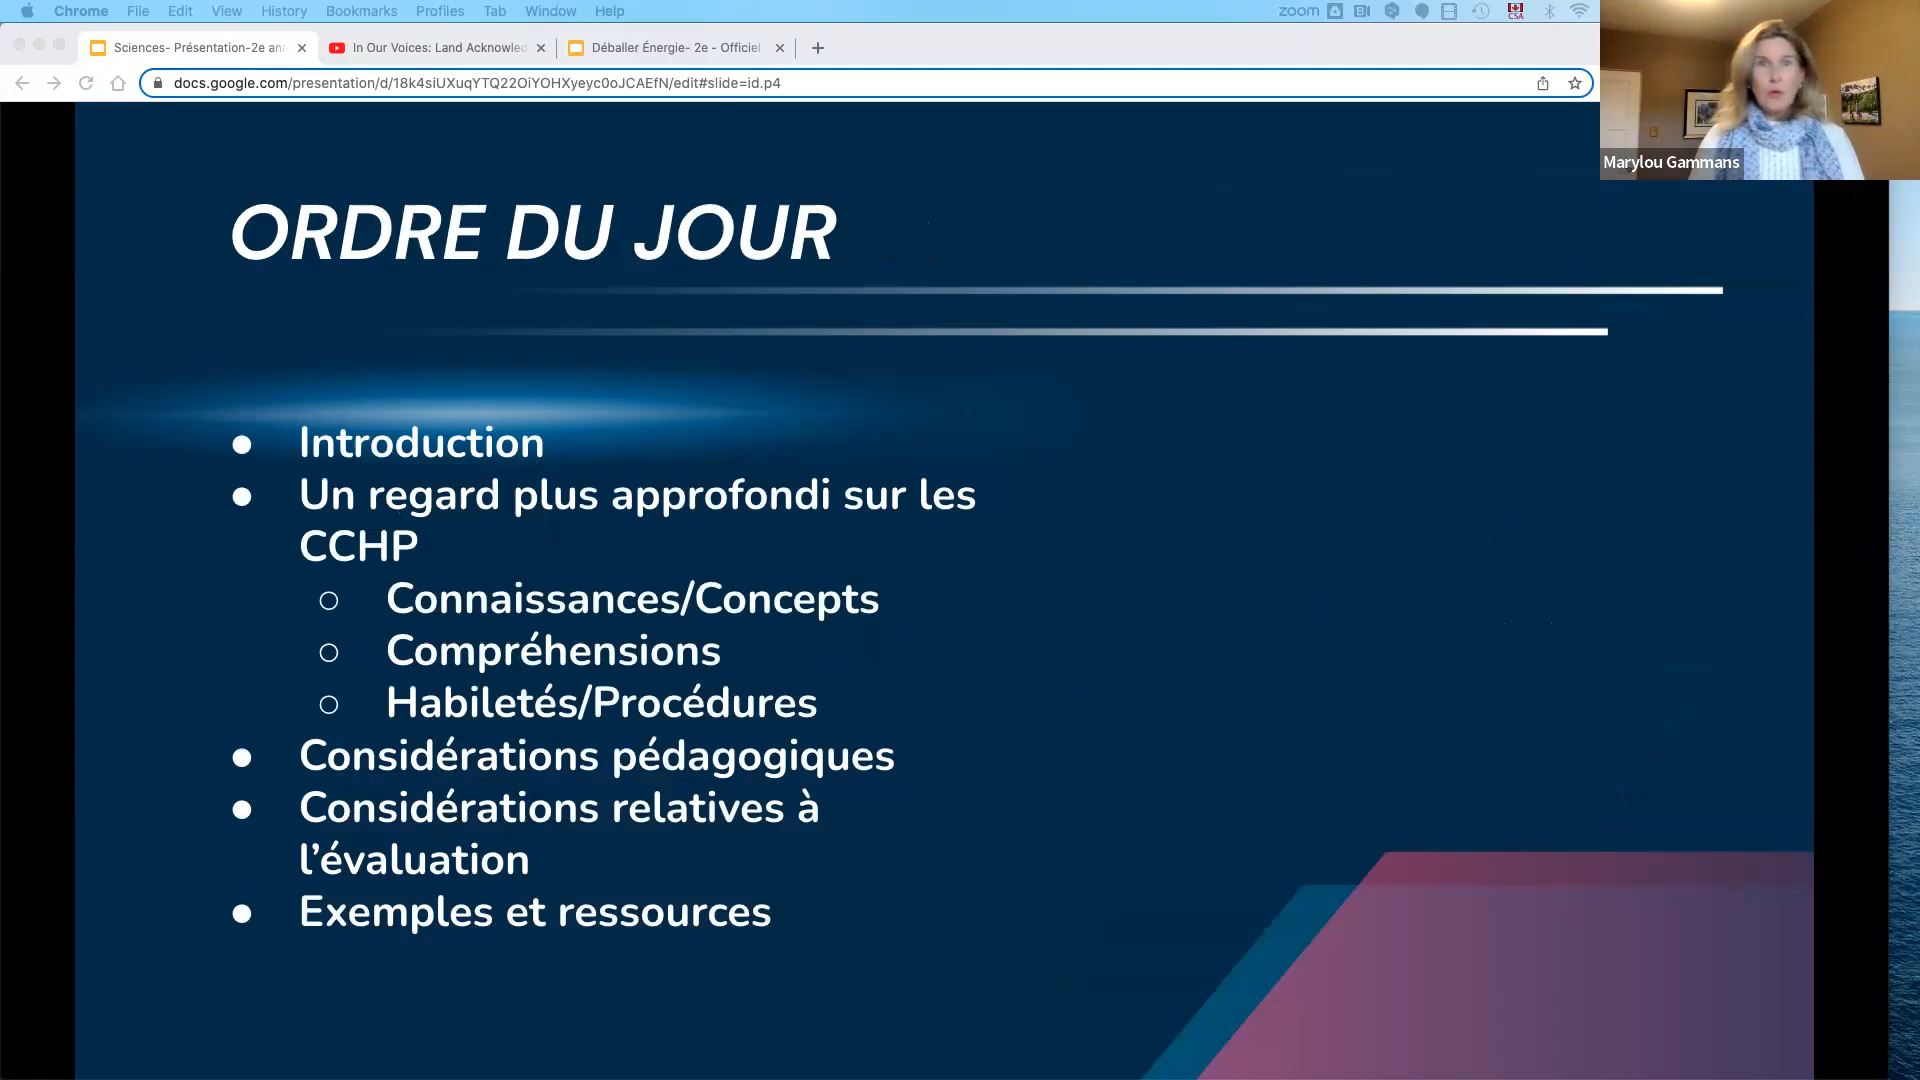 Chrome File Edit View History Bookmarks Profiles Tab Window Help zoom CSA
Sciences- Présentation-2e ann In Our Voices: Land Acknowled Déballer Énergie- 2e - Officiel
docs.google.com/presentation/d/18k4siUXuqYTQ22OiYOHXyeyc0oJCAEfN/edit#slide=id.p4
Marylou Gammans
ORDRE DU JOUR
● Introduction
● Un regard plus approfondi sur les
CCHP
○ Connaissances/Concepts
○ Compréhensions
○ Habiletés/Procédures
● Considérations pédagogiques
● Considérations relatives à
l’évaluation
● Exemples et ressources